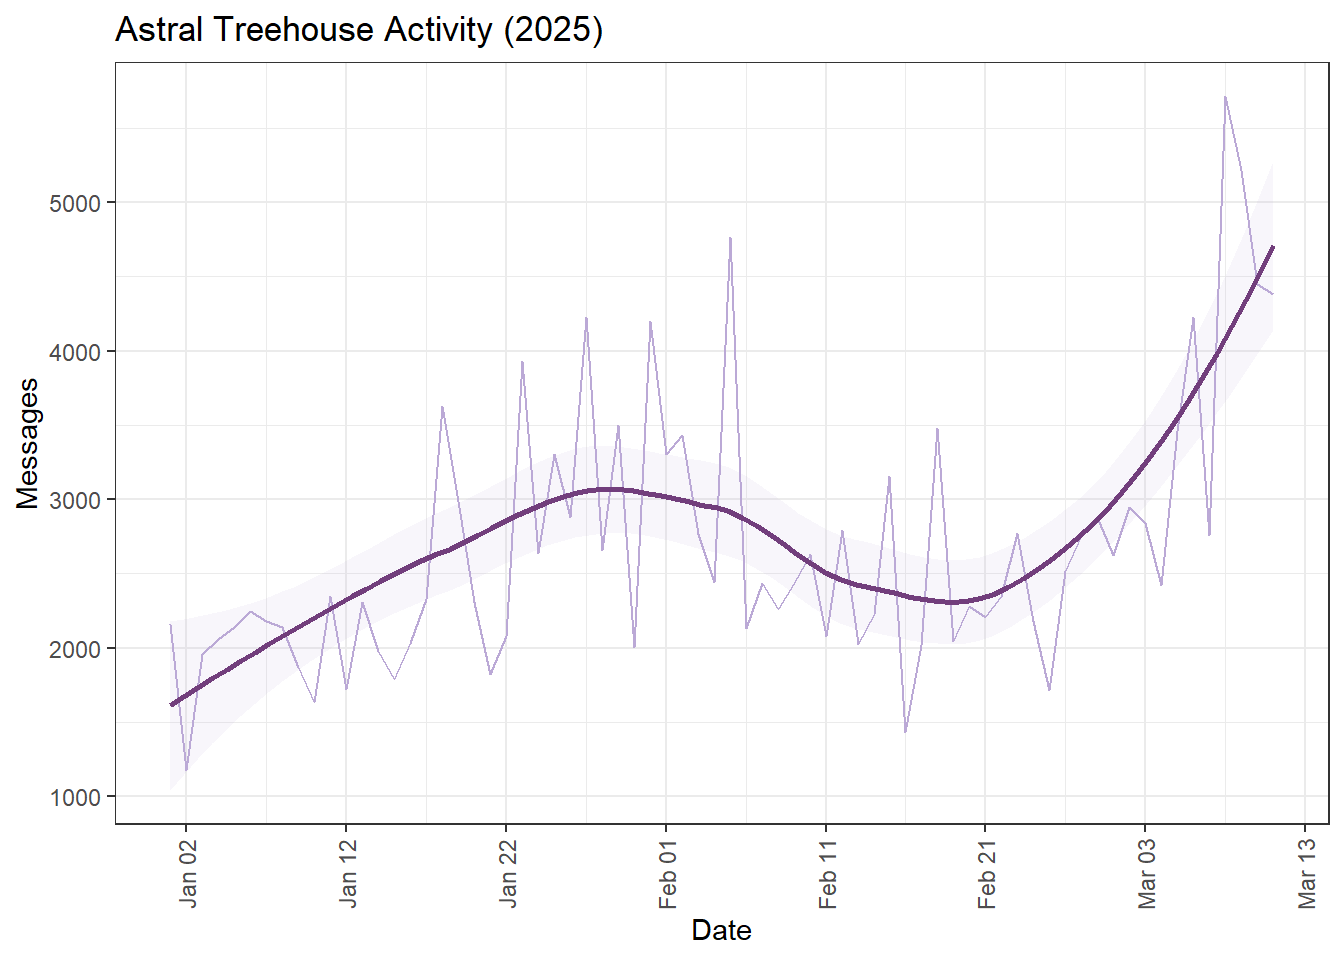 Astral Treehouse Activity (2025)
Messages
5000
4000
3000
2000
1000
Jan 02
Jan 12
Jan 22
Feb 01
Feb 11
Feb 21
Mar 03
Mar 13
Date